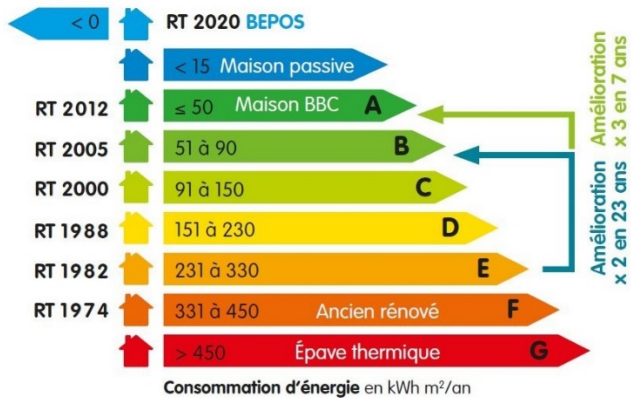 < 0 RT 2020 BEPOS
< 15 Maison passive
RT 2012 ≤ 50 Maison BBC A
RT 2005 51 à 90 B
RT 2000 91 à 150 C
RT 1988 151 à 230 D
RT 1982 231 à 330 E
RT 1974 331 à 450 Ancien rénové F
> 450 Épave thermique G
Consommation d'énergie en kWh m²/an
Amélioration
x 3 en 7 ans
Amélioration
x 2 en 23 ans